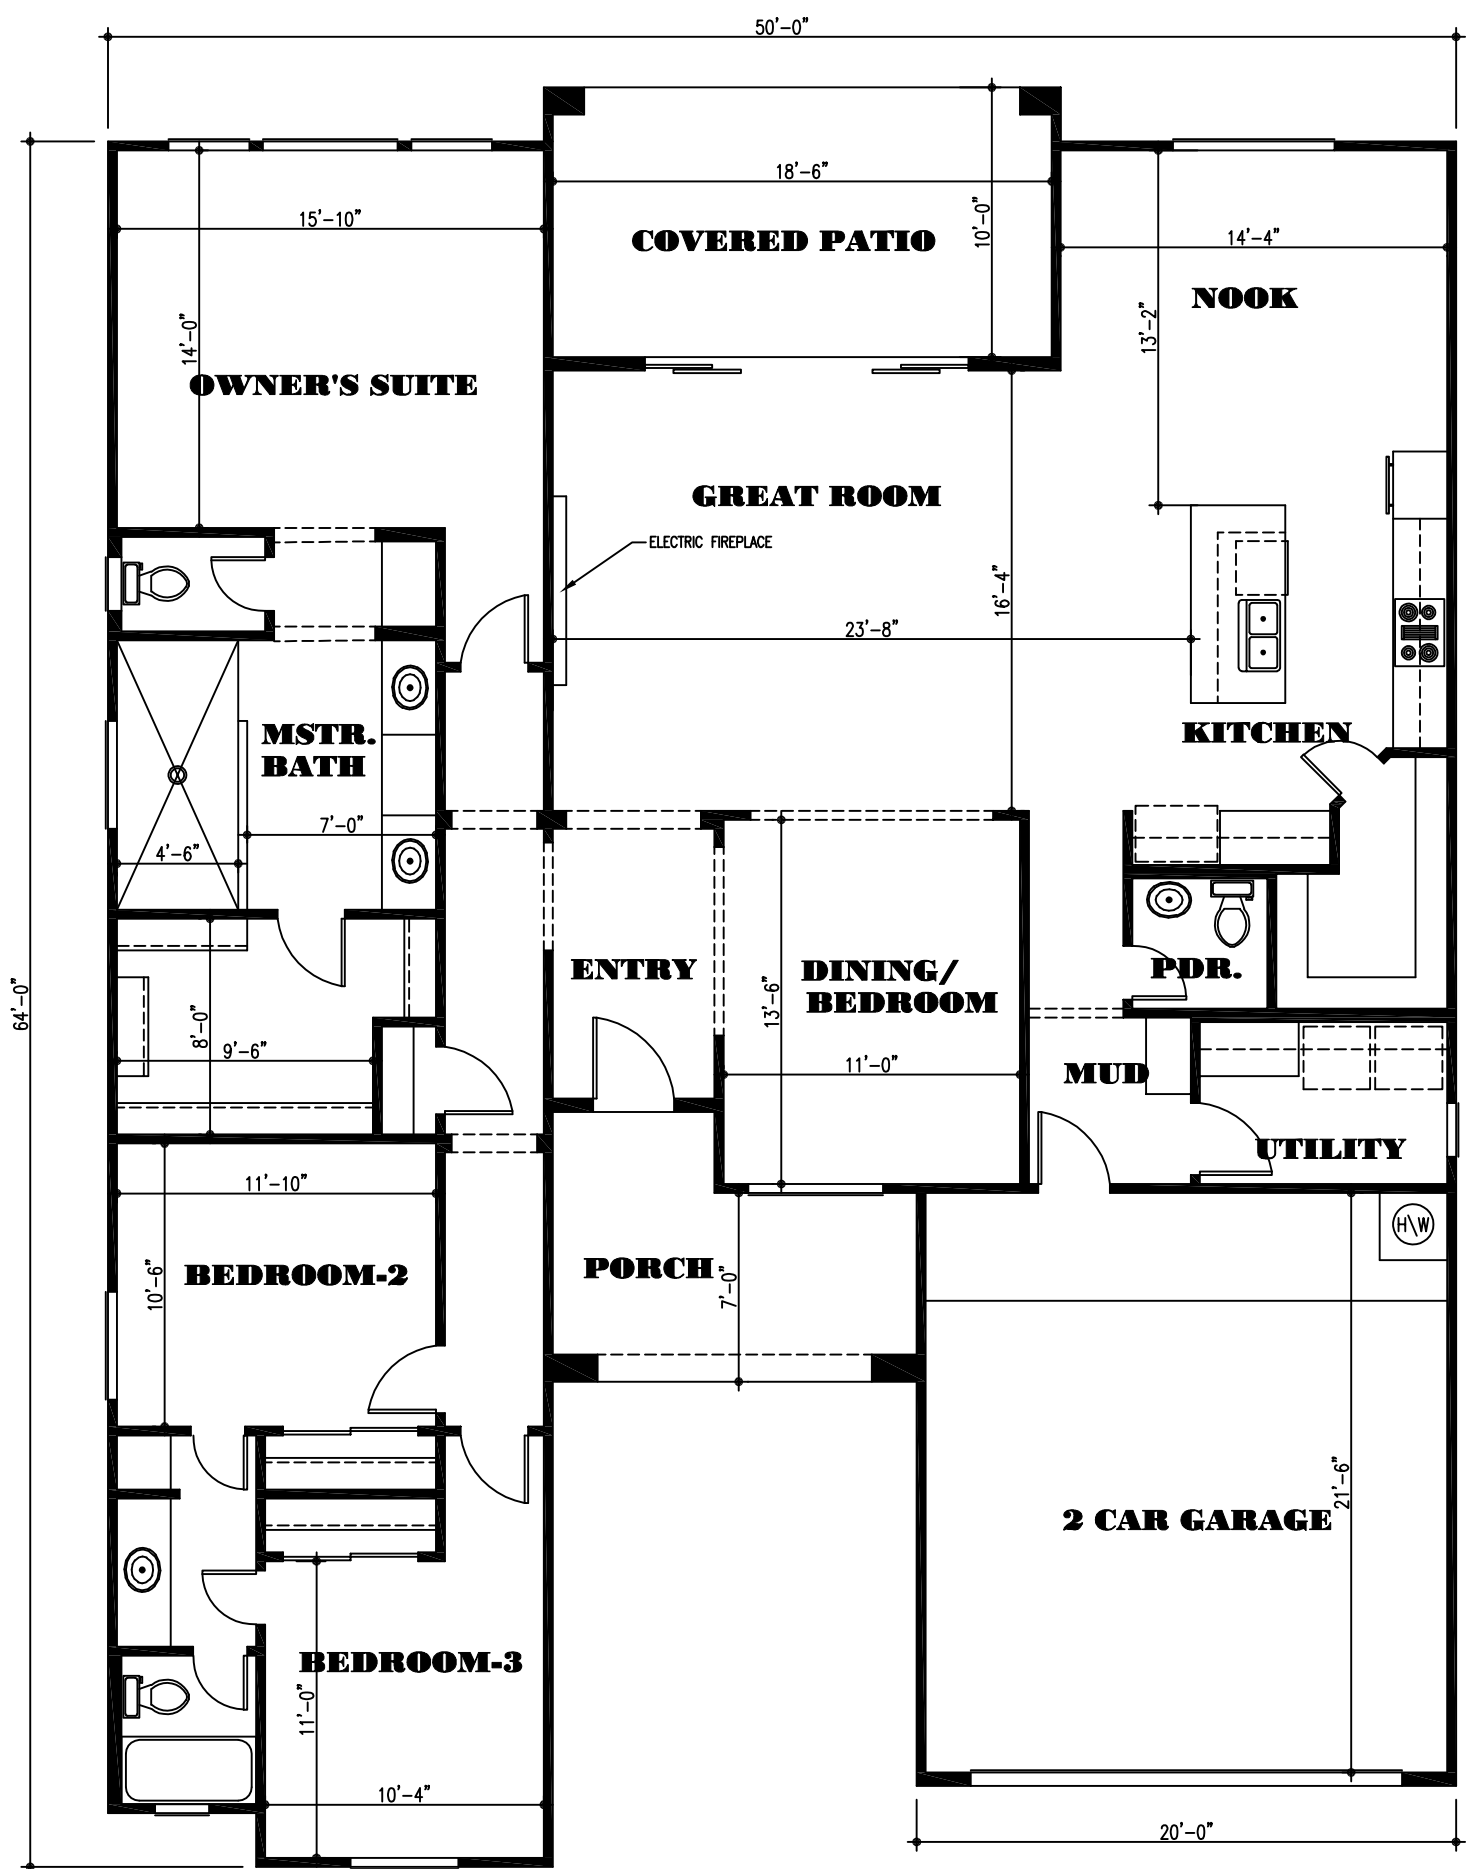 50'-0"
18'-6"
15'-10"
COVERED PATIO
10'-0"
14'-4"
NOOK
13'-2"
14'-0"
OWNER'S SUITE
GREAT ROOM
ELECTRIC FIREPLACE
16'-4"
23'-8"
MSTR.
BATH
KITCHEN
7'-0"
4'-6"
ENTRY
DINING/
BEDROOM
PDR.
64'-0"
13'-6"
8'-0"
9'-6"
11'-0"
MUD
UTILITY
11'-10"
H\W
10'-6"
BEDROOM-2
PORCH
7'-0"
21'-6"
2 CAR GARAGE
BEDROOM-3
11'-0"
10'-4"
20'-0"